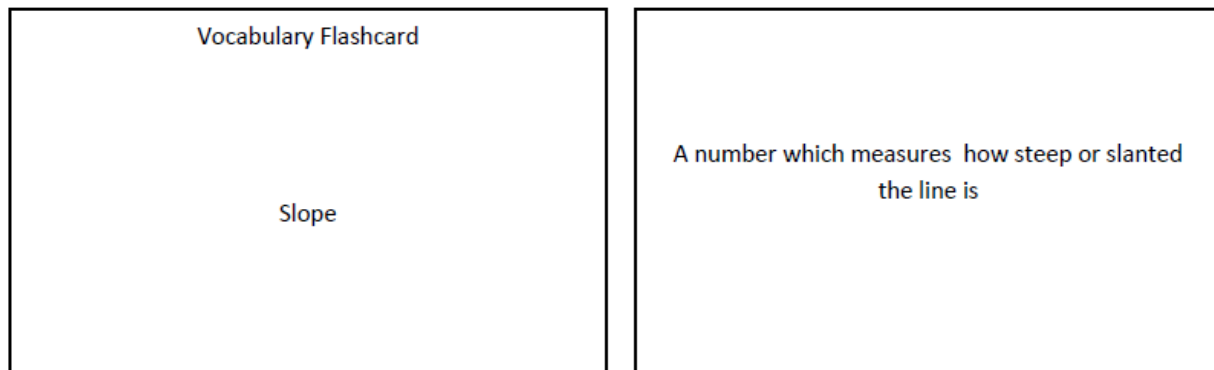 Vocabulary Flashcard
Slope
A number which measures  how steep or slanted
the line is